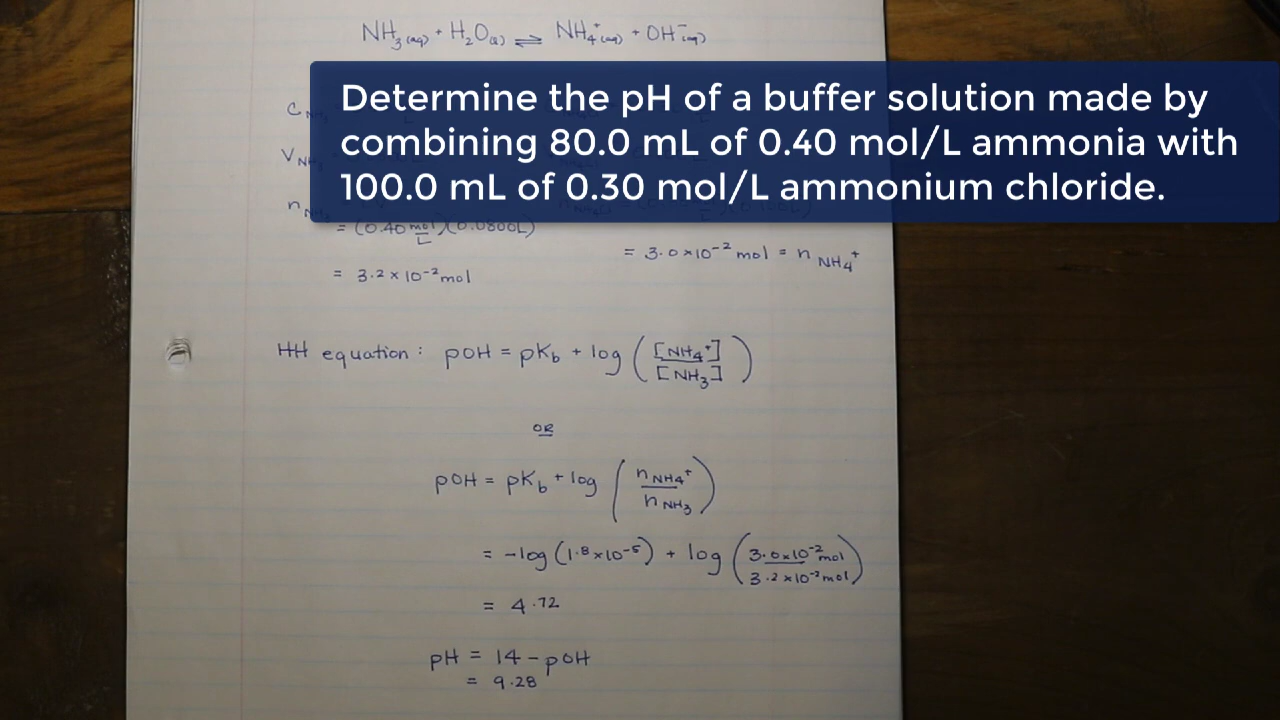 NH₃(aq) + H₂O(l) ⇌ NH₄⁺(aq) + OH⁻(aq)
Determine the pH of a buffer solution made by
combining 80.0 mL of 0.40 mol/L ammonia with
100.0 mL of 0.30 mol/L ammonium chloride.
= (0.40 mol/L)(0.0800L)
= 3.2 × 10⁻² mol
= 3.0 × 10⁻² mol = n NH₄⁺
HH equation: pOH = pKb + log ([NH₄⁺]/[NH₃])
OR
pOH = pKb + log (nNH₄⁺/nNH₃)
= -log (1.8×10⁻⁵) + log (3.0×10⁻² mol/3.2×10⁻² mol)
= 4.72
pH = 14 - pOH
= 9.28